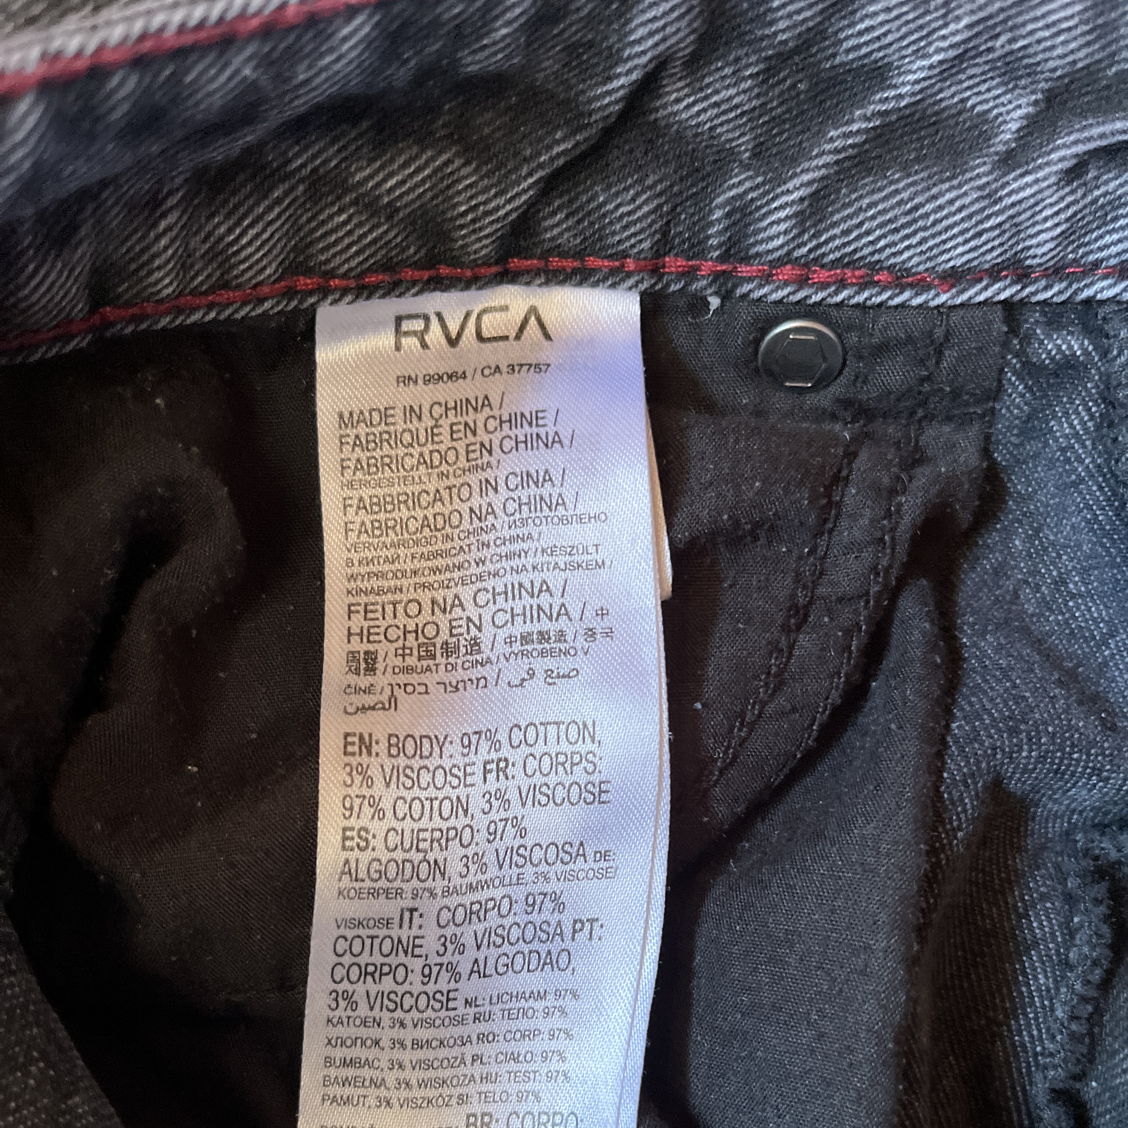 RVCA
RN 99064 / CA 37757
MADE IN CHINA /
FABRIQUÉ EN CHINE /
FABRICADO EN CHINA /
HERGESTELLT IN CHINA /
FABBRICATO IN CINA /
FABRICADO NA CHINA /
VERVAARDIGD IN CHINA / ИЗГОТОВЛЕНО
В КИТАИ / FABRICAT ÎN CHINA /
WYPRODUKOWANO W CHINY / KÉSZÜLT
KÍNÁBAN / PROIZVEDENO NA KITAJSKEM
FEITO NA CHINA /
HECHO EN CHINA / 中
国製 / 中国制造 / 中國製造 / 중국
/ DIBUAT DI CINA / VYROBENO V
ČÍNĚ / מיוצר בסין / صنع في
الصين
EN: BODY: 97% COTTON,
3% VISCOSE FR: CORPS:
97% COTON, 3% VISCOSE
ES: CUERPO: 97%
ALGODÓN, 3% VISCOSA DE:
KOERPER: 97% BAUMWOLLE, 3% VISCOSE/
VISKOSE IT: CORPO: 97%
COTONE, 3% VISCOSA PT:
CORPO: 97% ALGODAO,
3% VISCOSE NL: LICHAAM: 97%
KATOEN, 3% VISCOSE RU: ТЕЛО: 97%
ХЛОПОК, 3% ВИСКОЗА RO: CORP: 97%
BUMBAC, 3% VISCOZĂ PL: CIAŁO: 97%
BAWEŁNA, 3% WISKOZA HU: TEST: 97%
PAMUT, 3% VISZKÓZ SI: TELO: 97%
BR: CORPO: